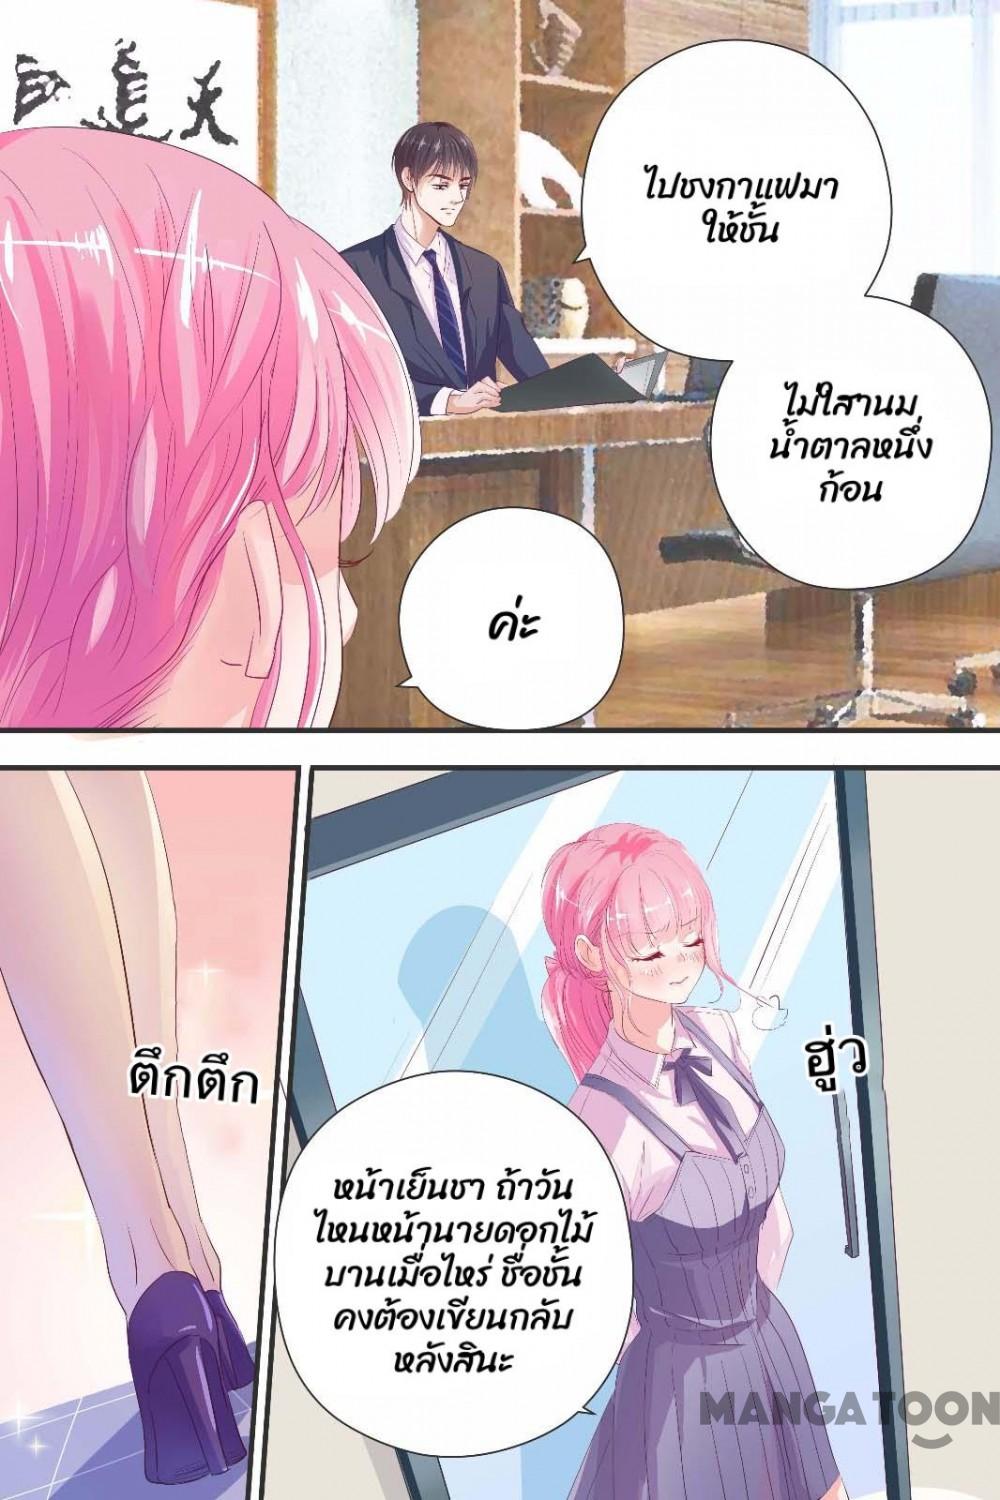 ไปชงกาแฟมา
ให้ชั้น
ไม่ใสานม
น้ำตาลหนึ่ง
ก้อน
ค่ะ
ตึกตึก
ฮู่ว
หน้าเย็นชา ถ้าวัน
ไหนหน้านายดอกไม้
บานเมื่อไหร่ ชื่อชั้น
คงต้องเขียนกลับ
หลังสินะ
MANGATOON